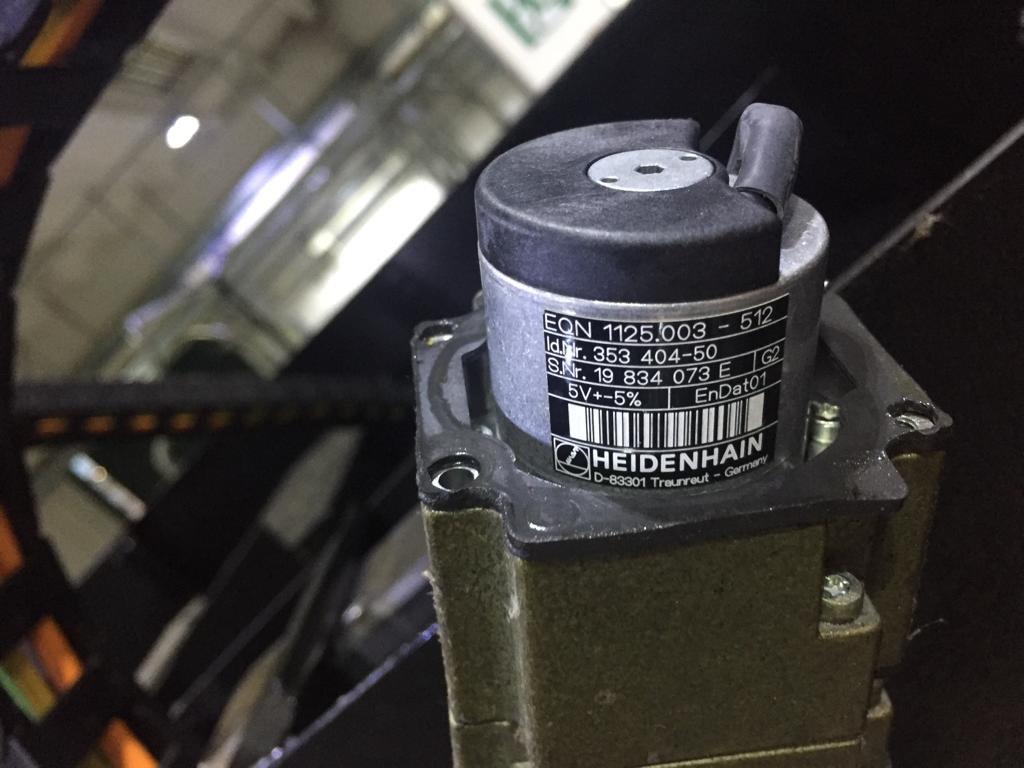 EQN 1125.003 - 512
Id.Nr. 353 404-50
S.Nr. 19 834 073 E G2
5V+-5% EnDat01
HEIDENHAIN
D-83301 Traunreut - Germany